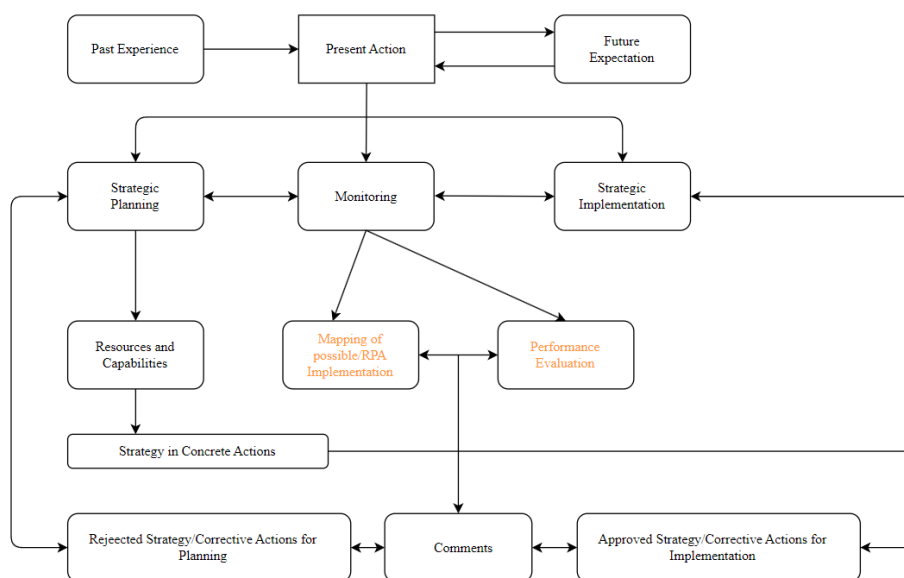 Past Experience
Present Action
Future
Expectation
Strategic
Planning
Monitoring
Strategic
Implementation
Resources and
Capabilities
Mapping of
possible/RPA
Implementation
Performance
Evaluation
Strategy in Concrete Actions
Rejeected Strategy/Corrective Actions for
Planning
Comments
Approved Strategy/Corrective Actions for
Implementation